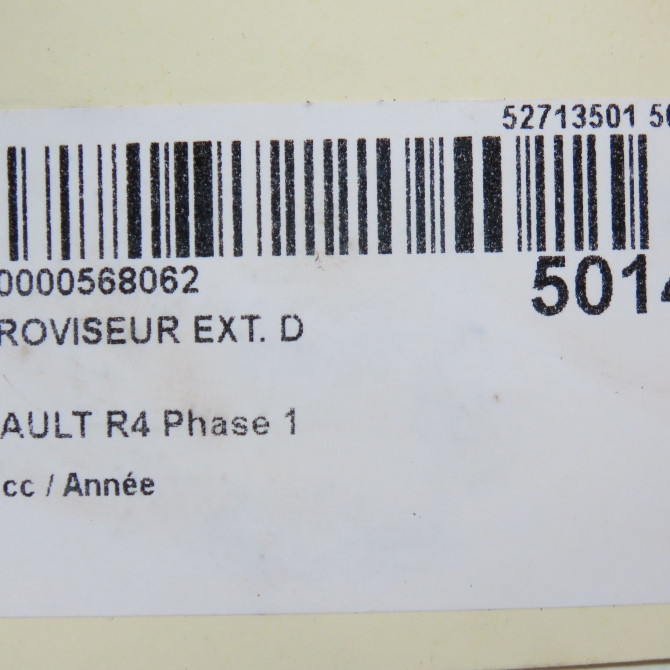 52713501 50
0000568062
5014
ROVISEUR EXT. D
AULT R4 Phase 1
cc / Année